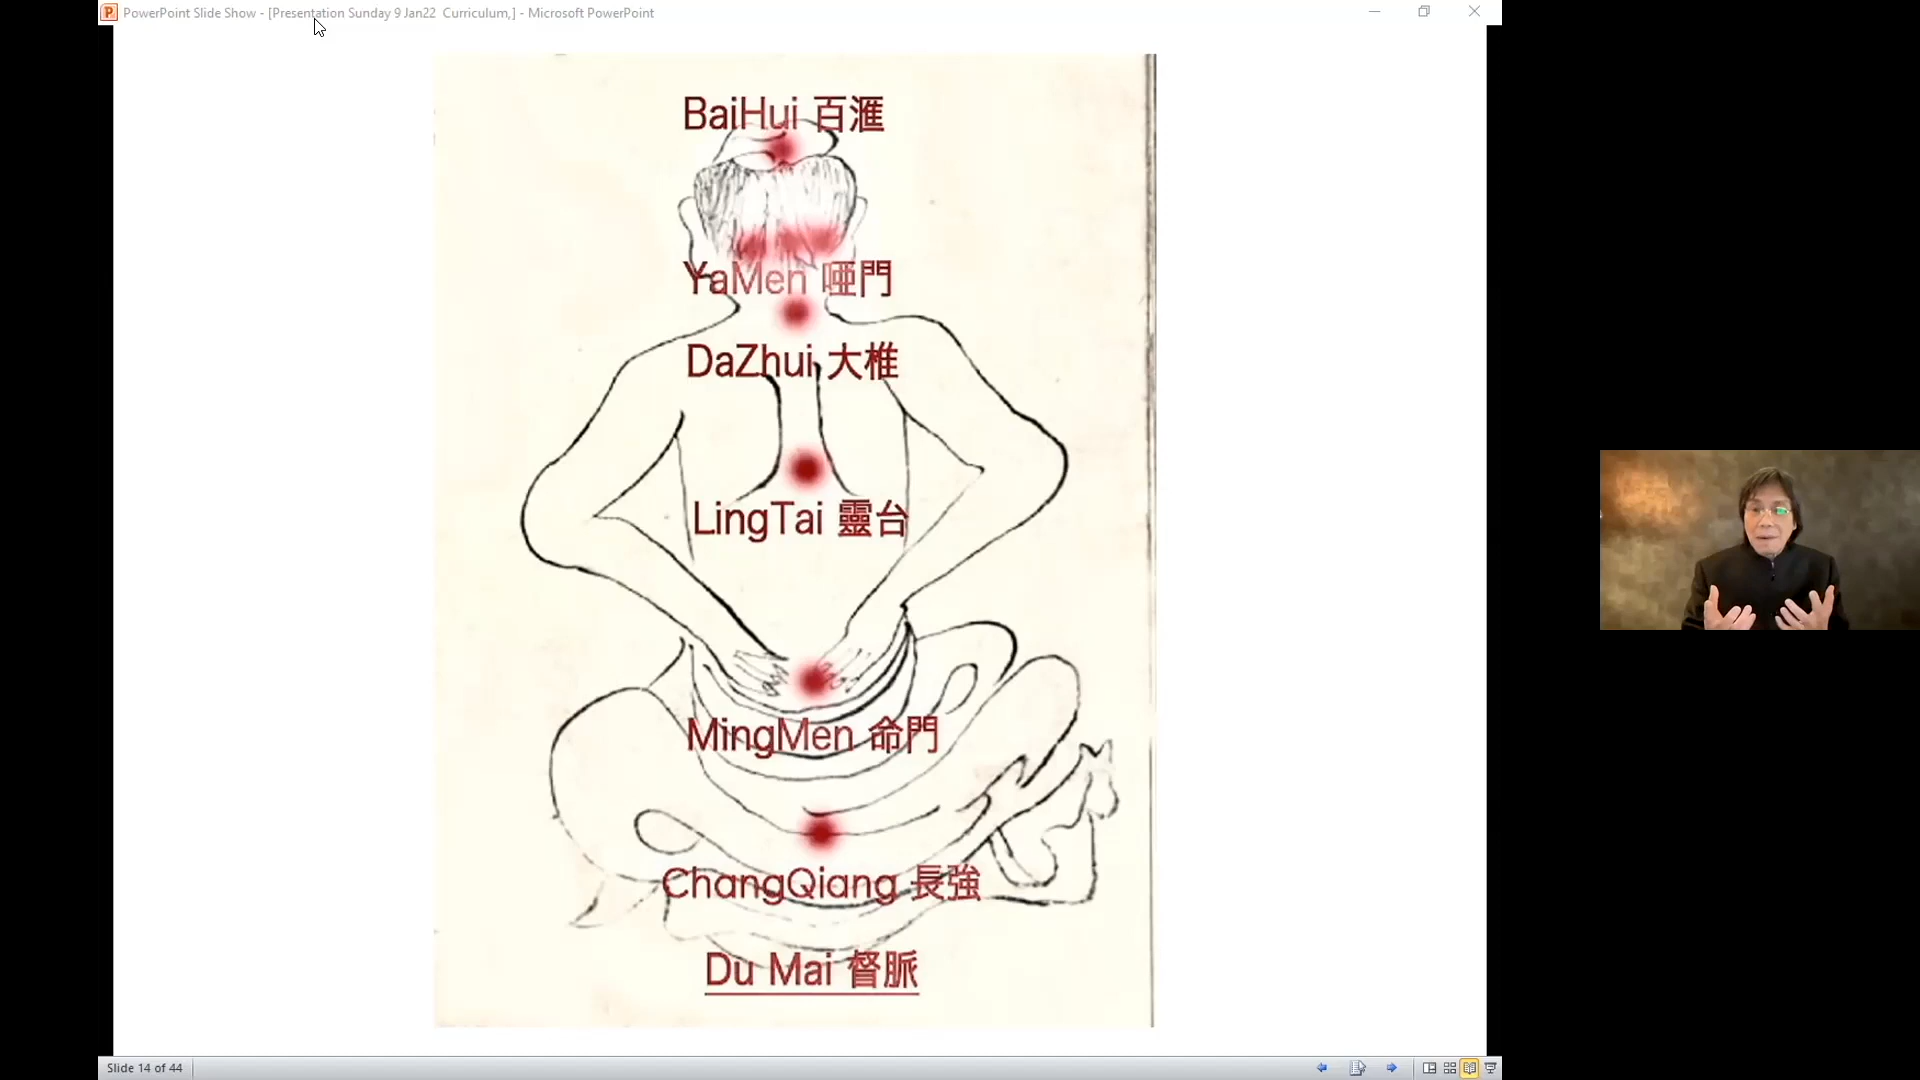 PowerPoint Slide Show - [Presentation Sunday 9 Jan22  Curriculum,] - Microsoft PowerPoint
BaiHui 百滙
YaMen 啞門
DaZhui 大椎
LingTai 靈台
MingMen 命門
ChangQiang 長強
Du Mai 督脈
Slide 14 of 44